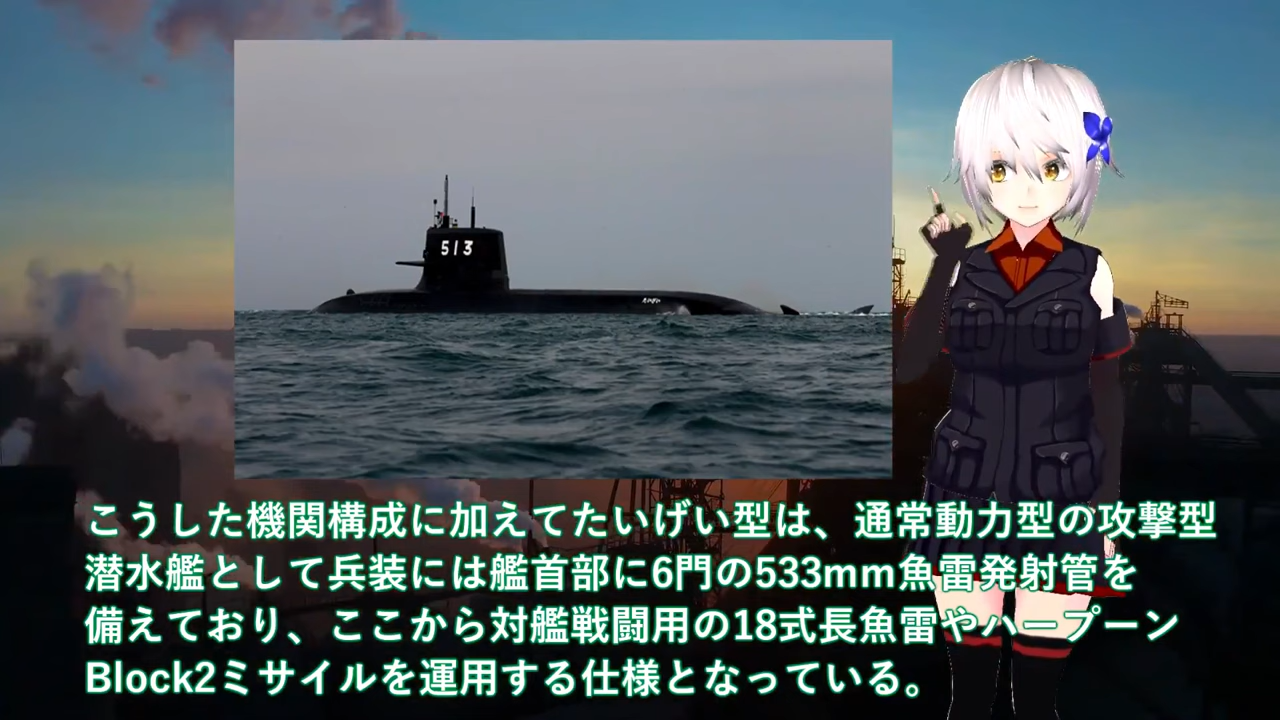 513
こうした機関構成に加えてたいげい型は、通常動力型の攻撃型
潜水艦として兵装には艦首部に6門の533mm魚雷発射管を
備えており、ここから対艦戦闘用の18式長魚雷やハープーン
Block2ミサイルを運用する仕様となっている。